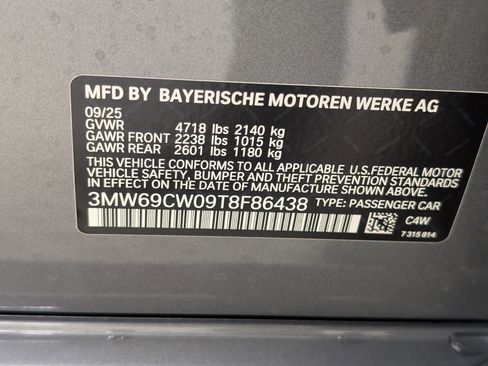 MFD BY BAYERISCHE MOTOREN WERKE AG
09/25
GVWR 4718 lbs 2140 kg
GAWR FRONT 2238 lbs 1015 kg
GAWR REAR 2601 lbs 1180 kg
THIS VEHICLE CONFORMS TO ALL APPLICABLE U.S.FEDERAL MOTOR
VEHICLE SAFETY, BUMPER AND THEFT PREVENTION STANDARDS
IN EFFECT ON THE DATE OF MANUFACTURE SHOWN ABOVE.
3MW69CW09T8F86438 TYPE: PASSENGER CAR
C4W
7 315 814